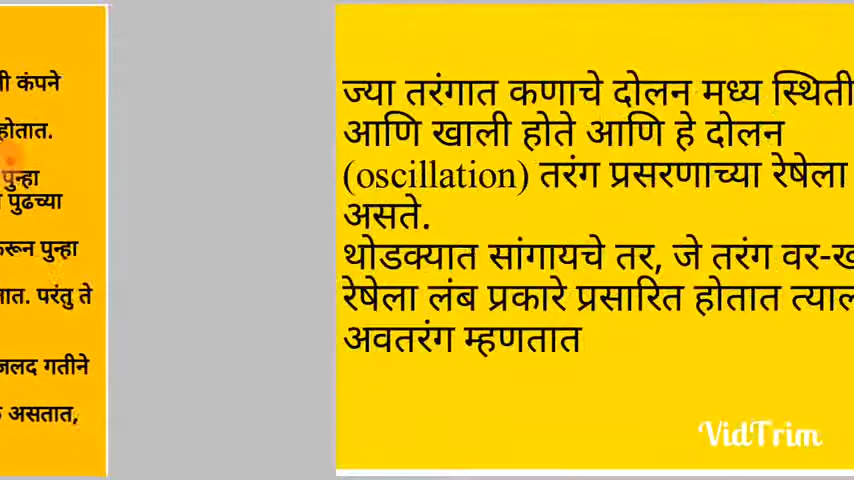 ी कंपने
होतात.
पुन्हा
पुढच्या
रून पुन्हा
ात. परंतु ते
जलद गतीने
असतात,
ज्या तरंगात कणाचे दोलन मध्य स्थिती
आणि खाली होते आणि हे दोलन
(oscillation) तरंग प्रसरणाच्या रेषेला
असते.
थोडक्यात सांगायचे तर, जे तरंग वर-ख
रेषेला लंब प्रकारे प्रसारित होतात त्याल
अवतरंग म्हणतात
VidTrim